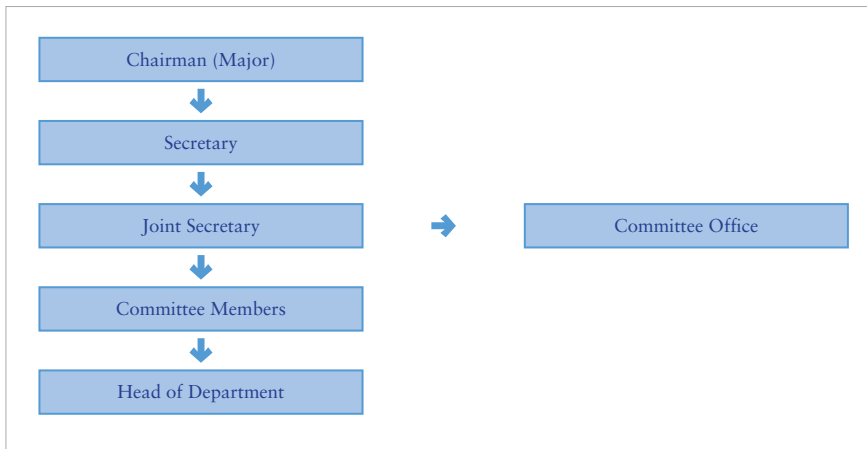 Chairman (Major)
Secretary
Joint Secretary
Committee Office
Committee Members
Head of Department